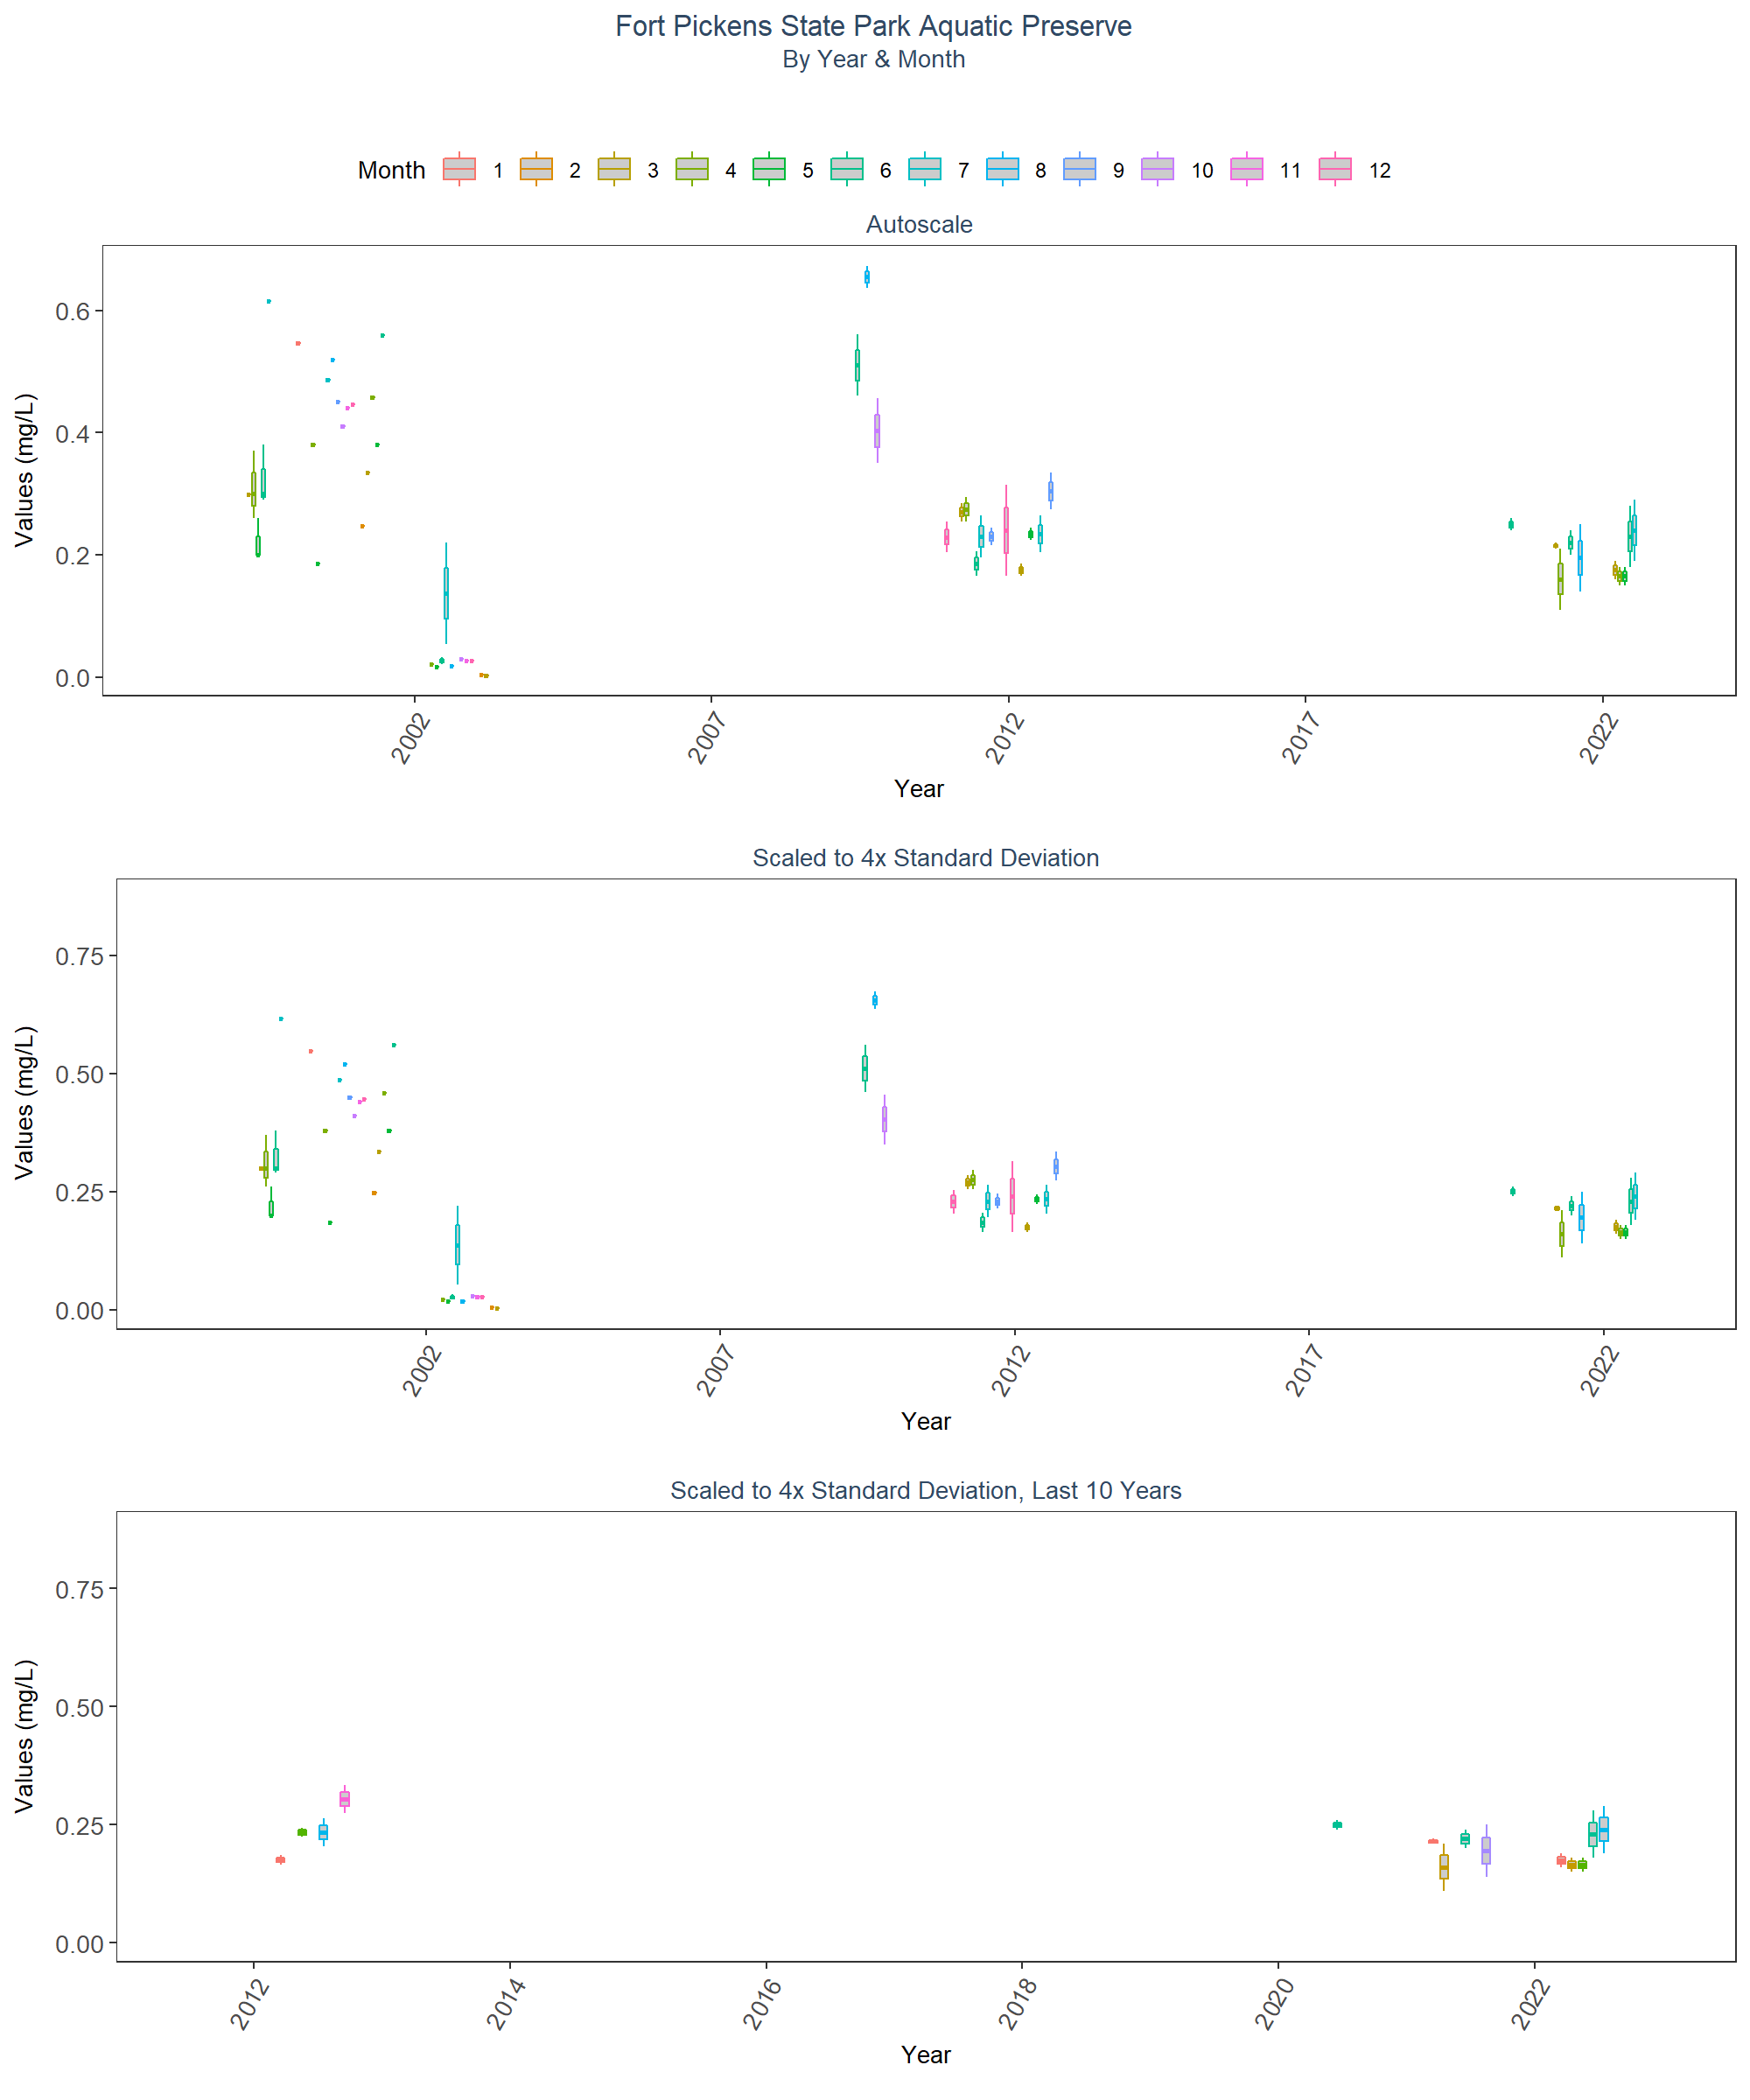 Fort Pickens State Park Aquatic Preserve
By Year & Month
Month 1 2 3 4 5 6 7 8 9 10 11 12
Autoscale
Values (mg/L)
0.6
0.4
0.2
0.0
2002 2007 2012 2017 2022
Year
Scaled to 4x Standard Deviation
Values (mg/L)
0.75
0.50
0.25
0.00
2002 2007 2012 2017 2022
Year
Scaled to 4x Standard Deviation, Last 10 Years
Values (mg/L)
0.75
0.50
0.25
0.00
2012 2014 2016 2018 2020 2022
Year